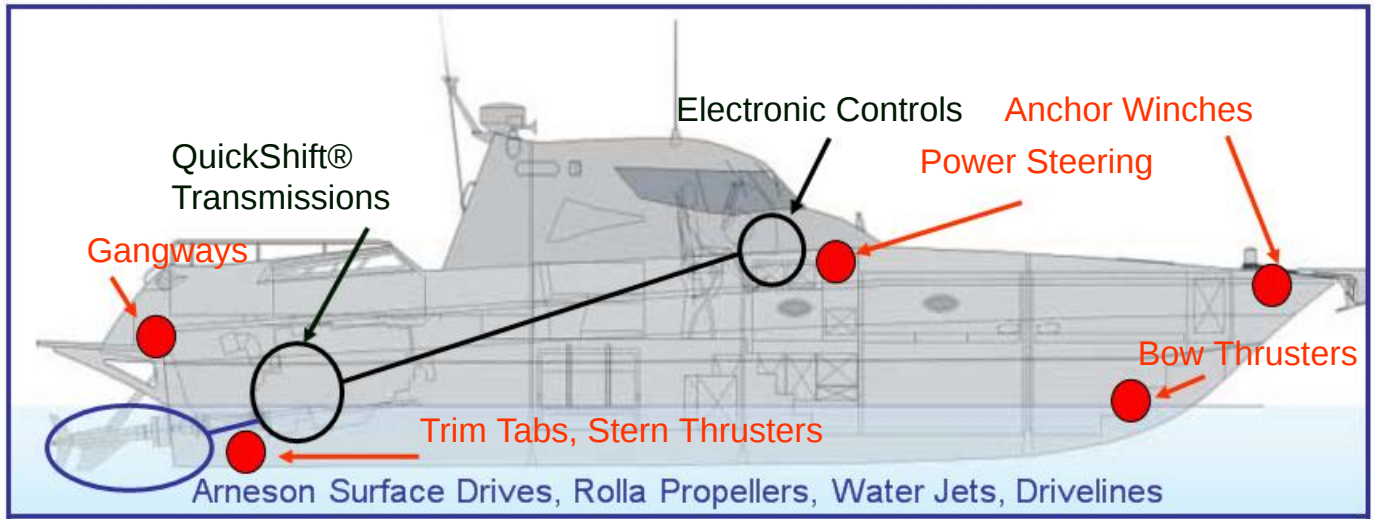 Electronic Controls
Anchor Winches
QuickShift®
Transmissions
Power Steering
Gangways
Bow Thrusters
Trim Tabs, Stern Thrusters
Arneson Surface Drives, Rolla Propellers, Water Jets, Drivelines